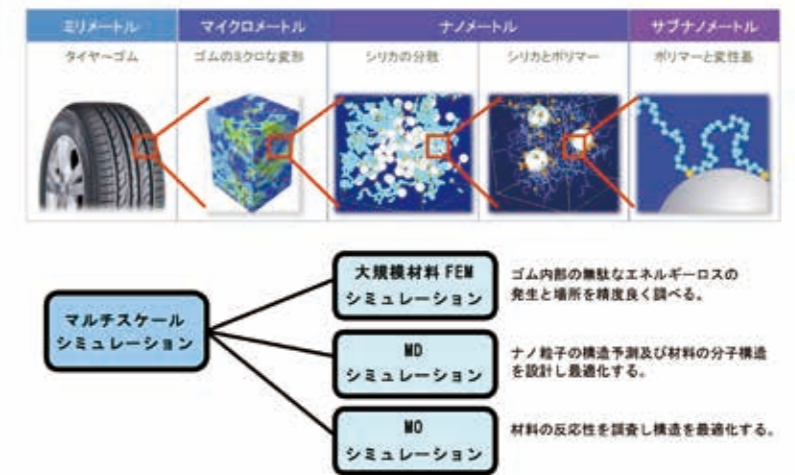 ミリメートル
マイクロメートル
ナノメートル
サブナノメートル
タイヤ~ゴム
ゴムのミクロな変形
シリカの分散
シリカとポリマー
ポリマーと変性基
マルチスケール
シミュレーション
大規模材料 FEM
シミュレーション
ゴム内部の無駄なエネルギーロスの
発生と場所を精度良く調べる。
MD
シミュレーション
ナノ粒子の構造予測及び材料の分子構造
を設計し最適化する。
MO
シミュレーション
材料の反応性を調査し構造を最適化する。